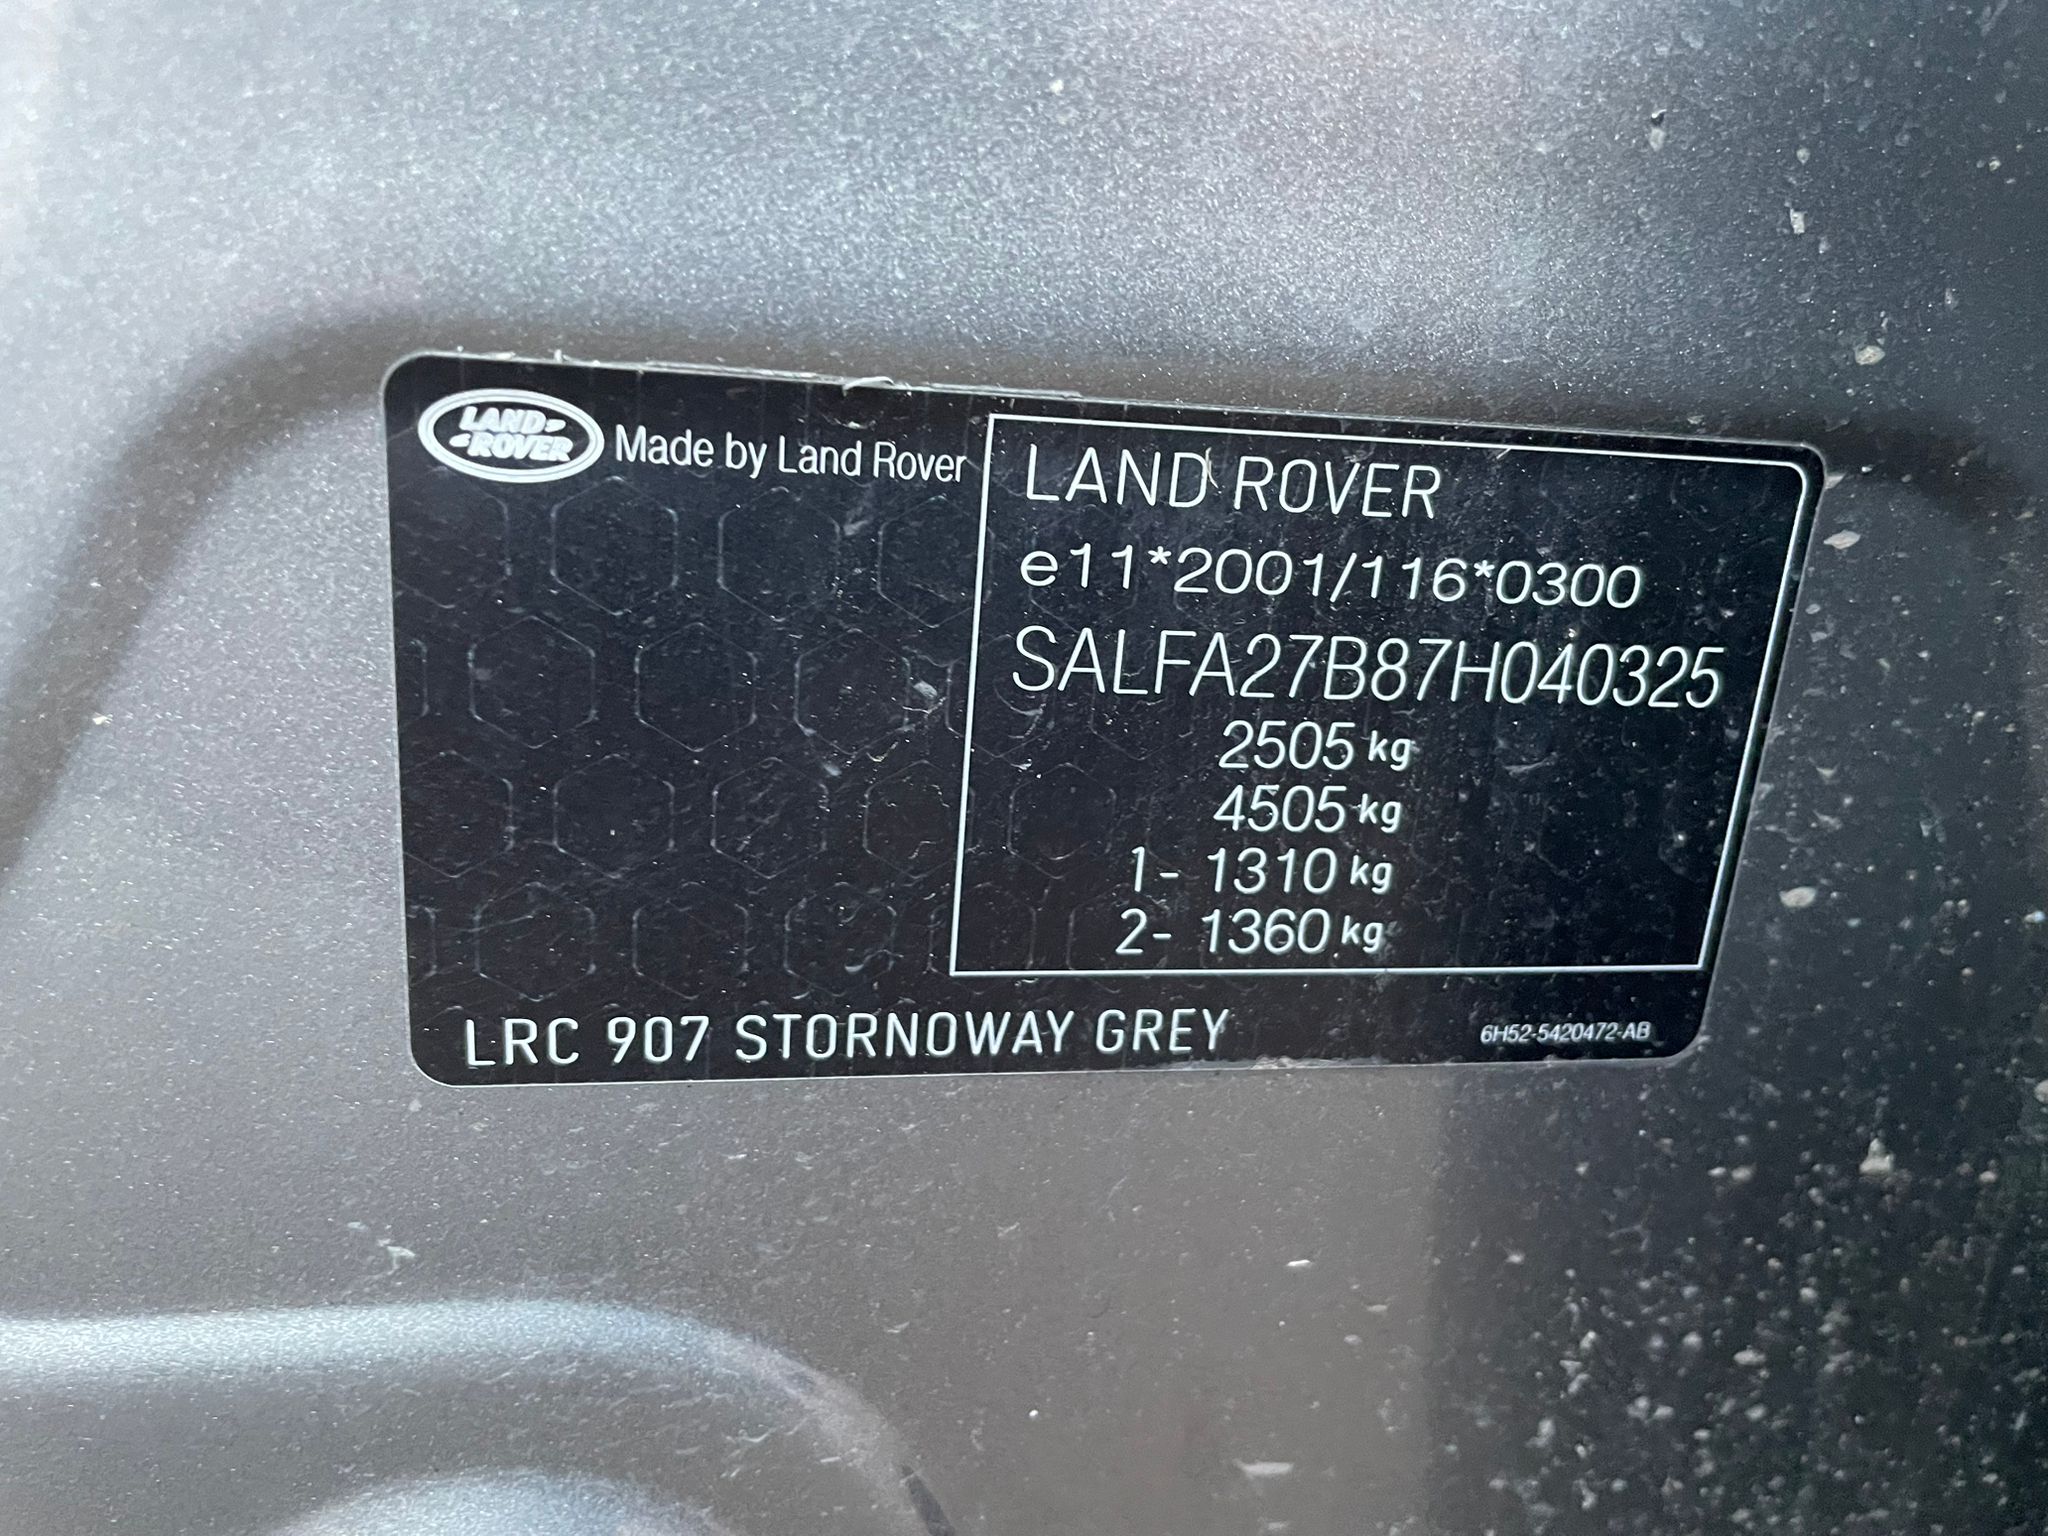 LAND ROVER
Made by Land Rover
LAND ROVER
e11*2001/116*0300
SALFA27B87H040325
2505 kg
4505 kg
1- 1310 kg
2- 1360 kg
LRC 907 STORNOWAY GREY
6H52-5420472-AB